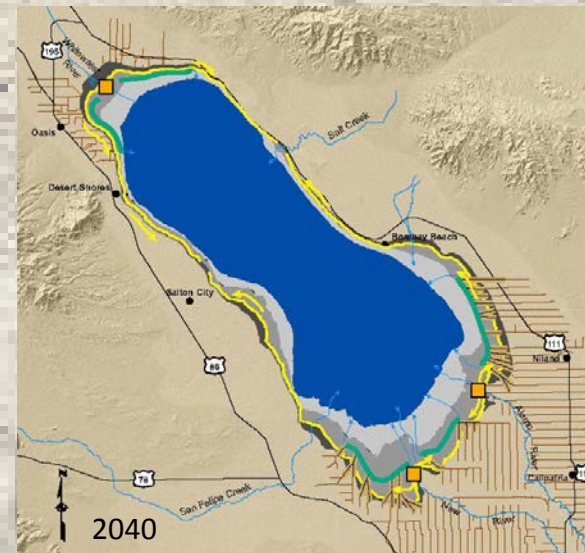 195
Whitewater
River
Oasis
Salt Creek
Desert Shores
Bombay Beach
Salton City
111
Niland
86
Alamo
River
78
Calipatria
11
San Felipe Creek
New
River
N
2040